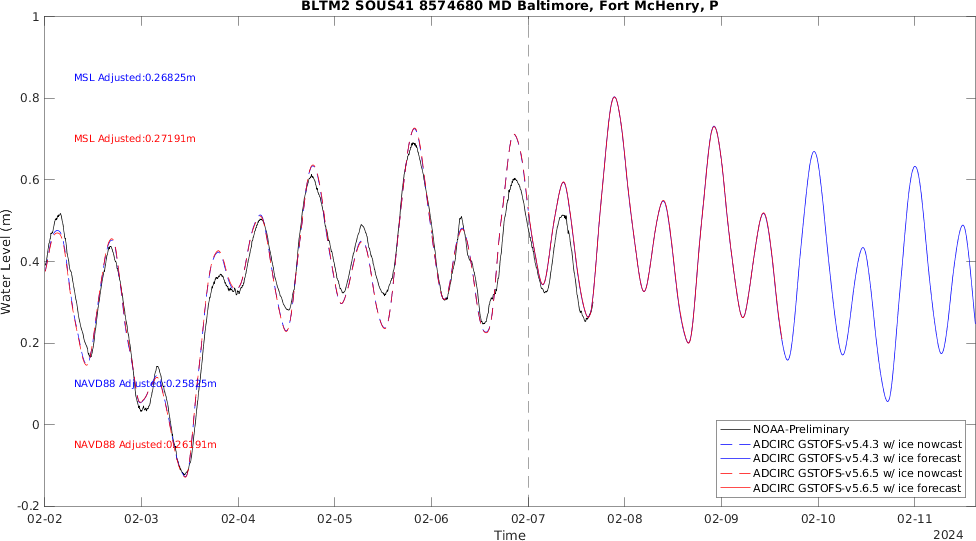 BLTM2 SOUS41 8574680 MD Baltimore, Fort McHenry, P
1
0.8
0.6
0.4
0.2
0
-0.2
Water Level (m)
MSL Adjusted:0.26825m
MSL Adjusted:0.27191m
NAVD88 Adjusted:0.25825m
NAVD88 Adjusted:0.26191m
NOAA-Preliminary
ADCIRC GSTOFS-v5.4.3 w/ ice nowcast
ADCIRC GSTOFS-v5.4.3 w/ ice forecast
ADCIRC GSTOFS-v5.6.5 w/ ice nowcast
ADCIRC GSTOFS-v5.6.5 w/ ice forecast
02-02 02-03 02-04 02-05 02-06 02-07 02-08 02-09 02-10 02-11
Time
2024